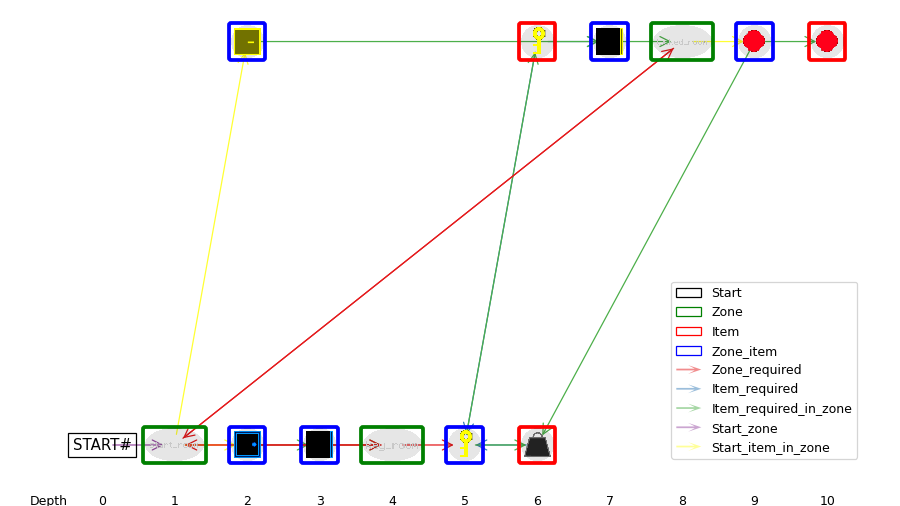 START#
Start
Zone
Item
Zone_item
Zone_required
Item_required
Item_required_in_zone
Start_zone
Start_item_in_zone
Depth 0 1 2 3 4 5 6 7 8 9 10